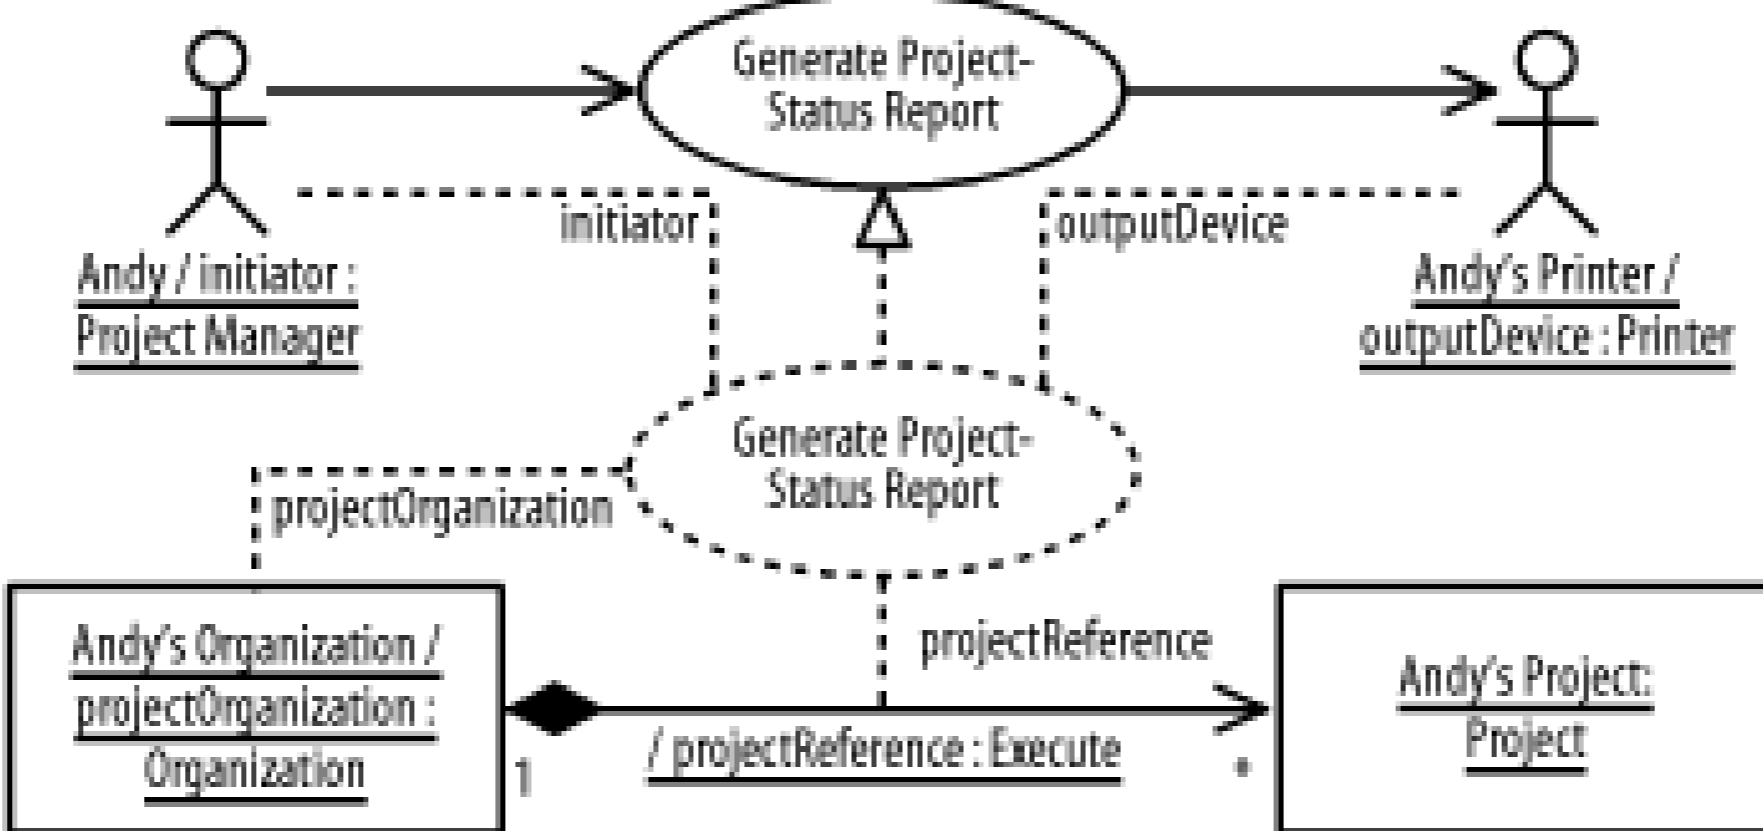 Generate Project-
Status Report
initiator
outputDevice
Andy / initiator :
Project Manager
Andy's Printer /
outputDevice : Printer
Generate Project-
Status Report
projectOrganization
Andy's Organization /
projectOrganization :
Organization
1
projectReference
/ projectReference : Execute
*
Andy's Project:
Project